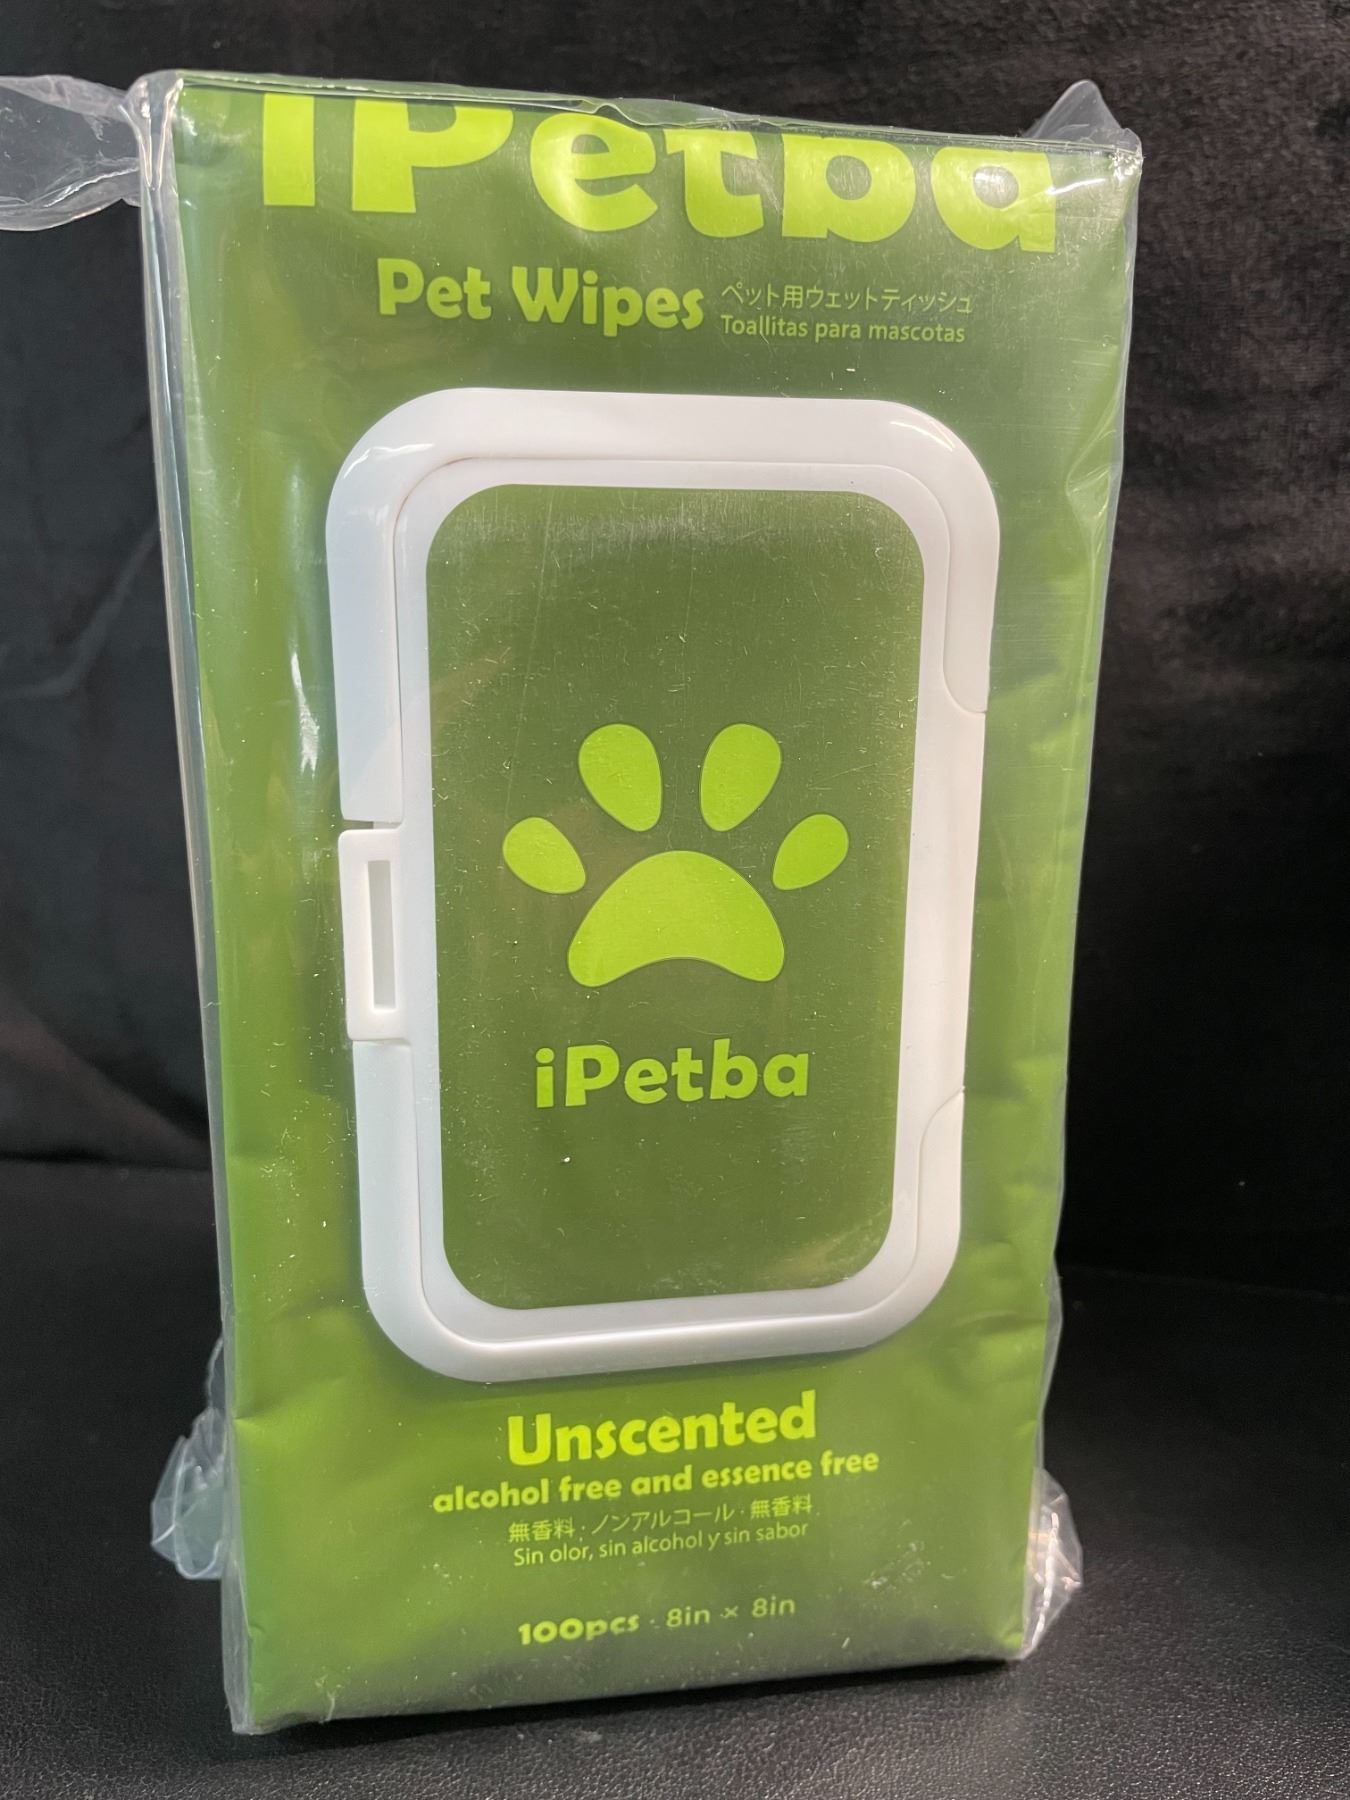 iPetba
Pet Wipes
ペット用ウェットティッシュ
Toallitas para mascotas
iPetba
Unscented
alcohol free and essence free
無香料・ノンアルコール・無香料
Sin olor, sin alcohol y sin sabor
100pcs · 8in × 8in